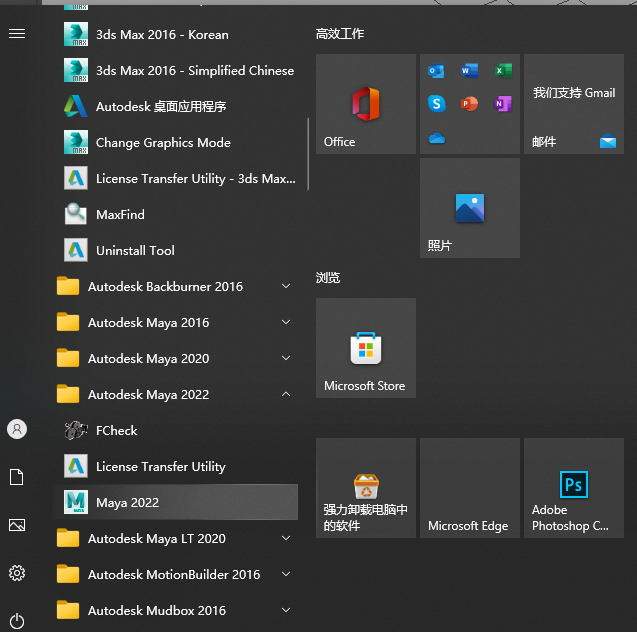 3ds Max 2016 - Korean
3ds Max 2016 - Simplified Chinese
Autodesk 桌面应用程序
Change Graphics Mode
License Transfer Utility - 3ds Max...
MaxFind
Uninstall Tool
Autodesk Backburner 2016
Autodesk Maya 2016
Autodesk Maya 2020
Autodesk Maya 2022
FCheck
License Transfer Utility
Maya 2022
Autodesk Maya LT 2020
Autodesk MotionBuilder 2016
Autodesk Mudbox 2016
高效工作
Office
我们支持 Gmail
邮件
照片
浏览
Microsoft Store
强力卸载电脑中
的软件
Microsoft Edge
Ps
Adobe
Photoshop C...